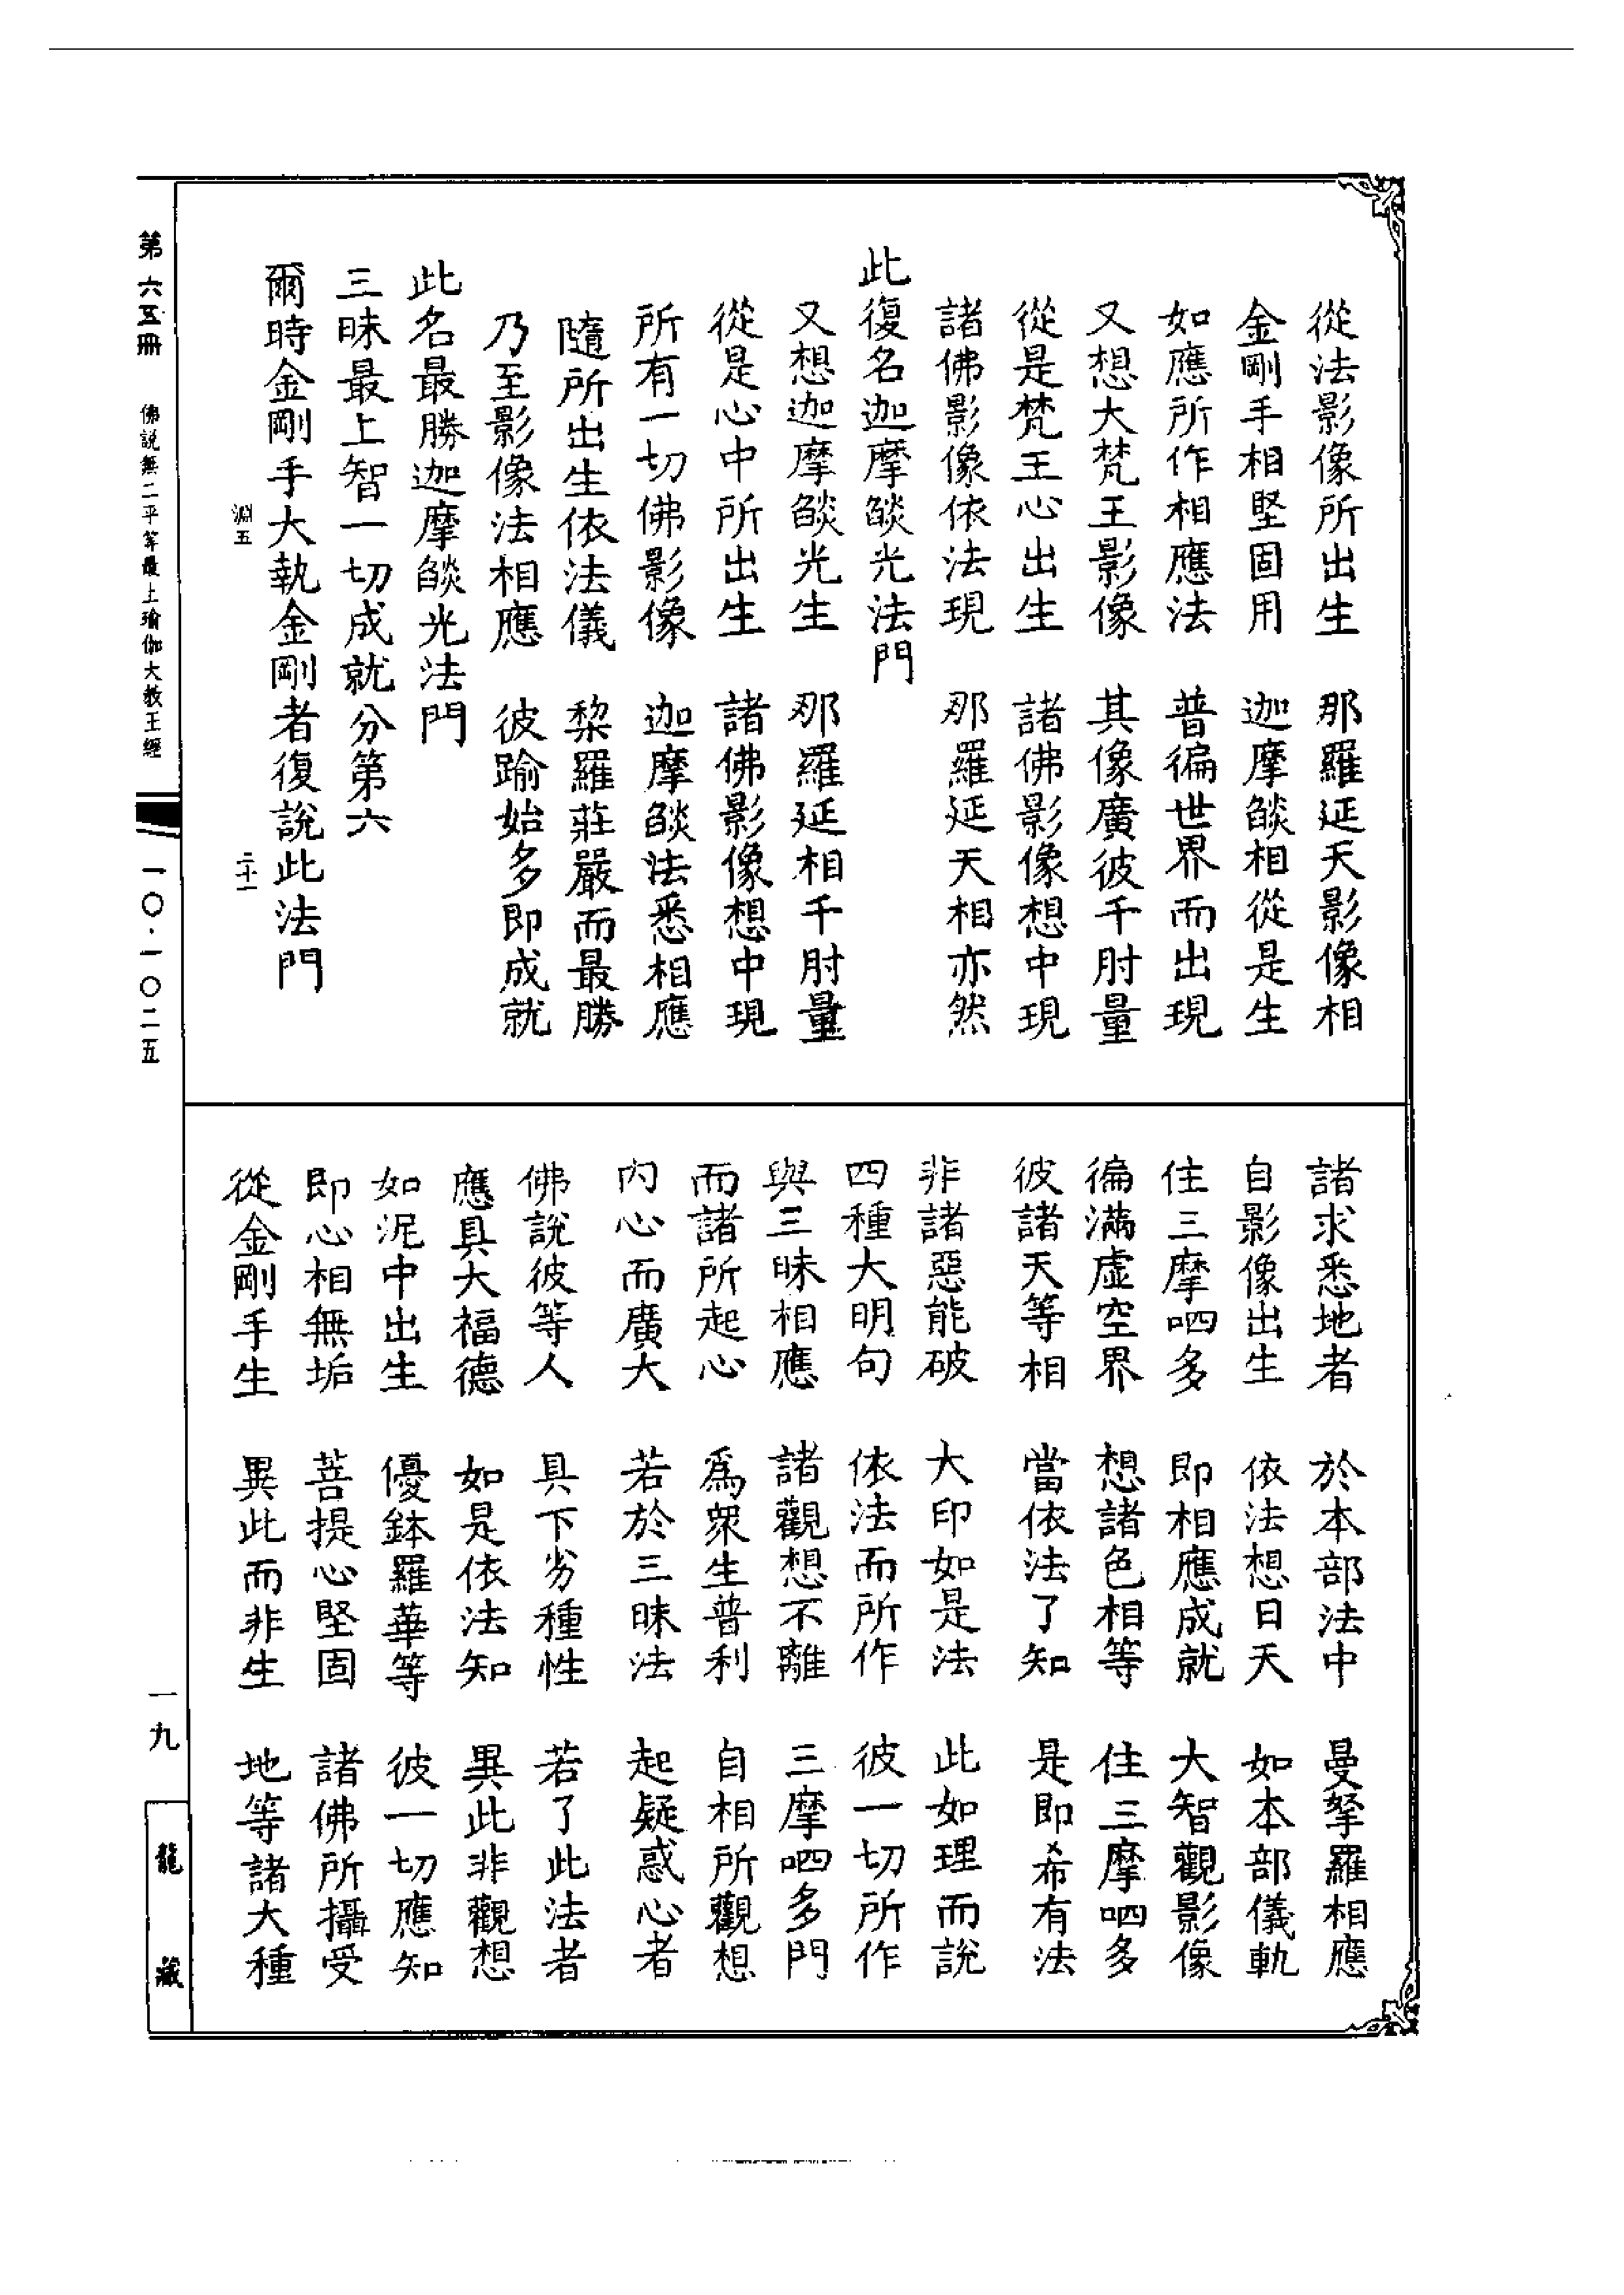 從法影像所出生　那羅延天影像相
金剛手相堅固用　迦摩燄相從是生
如應所作相應法　普徧世界而出現
又想大梵王影像　其像廣彼千肘量
從是梵王心出生　諸佛影像想中現
諸佛影像依法現　那羅延天相亦然
此復名迦摩燄光法門
又想迦摩燄光生　那羅延相千肘量
從是心中所出生　諸佛影像想中現
所有一切佛影像　迦摩燄法悉相應
隨所出生依法儀　棃羅莊嚴而最勝
乃至影像法相應　彼踰始多即成就
此名最勝迦摩燄光法門
三昧最上智一切成就分第六
爾時金剛手大執金剛者復說此法門
淵五　二十一
諸求悉地者　於本部法中　曼拏羅相應
自影像出生　依法想日天　如本部儀軌
住三摩呬多　即相應成就　大智觀影像
徧滿虛空界　想諸色相等　住三摩呬多
彼諸天等相　當依法了知　是即希有法
非諸惡能破　大印如是法　此如理而說
四種大明句　依法而所作　彼一切所作
與三昧相應　諸觀想不離　三摩呬多門
而諸所起心　為眾生普利　自相所觀想
內心而廣大　若於三昧法　起疑惑心者
佛說彼等人　具下劣種性　若了此法者
應具大福德　如是依法知　異此非觀想
如泥中出生　優鉢羅華等　彼一切應知
即心相無垢　菩提心堅固　諸佛所攝受
從金剛手生　異此而非生　地等諸大種
第六五冊　佛說無二平等最上瑜伽大教王經　一〇·一〇二五
一九
龍藏